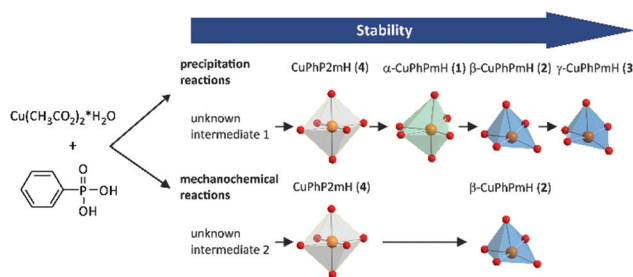 Stability
precipitation
reactions
CuPhP2mH (4) α-CuPhPmH (1) β-CuPhPmH (2) γ-CuPhPmH (3
Cu(CH3CO2)2*H2O
unknown
intermediate 1
+
O
P OH
OH
mechanochemical
reactions
CuPhP2mH (4) β-CuPhPmH (2)
unknown
intermediate 2